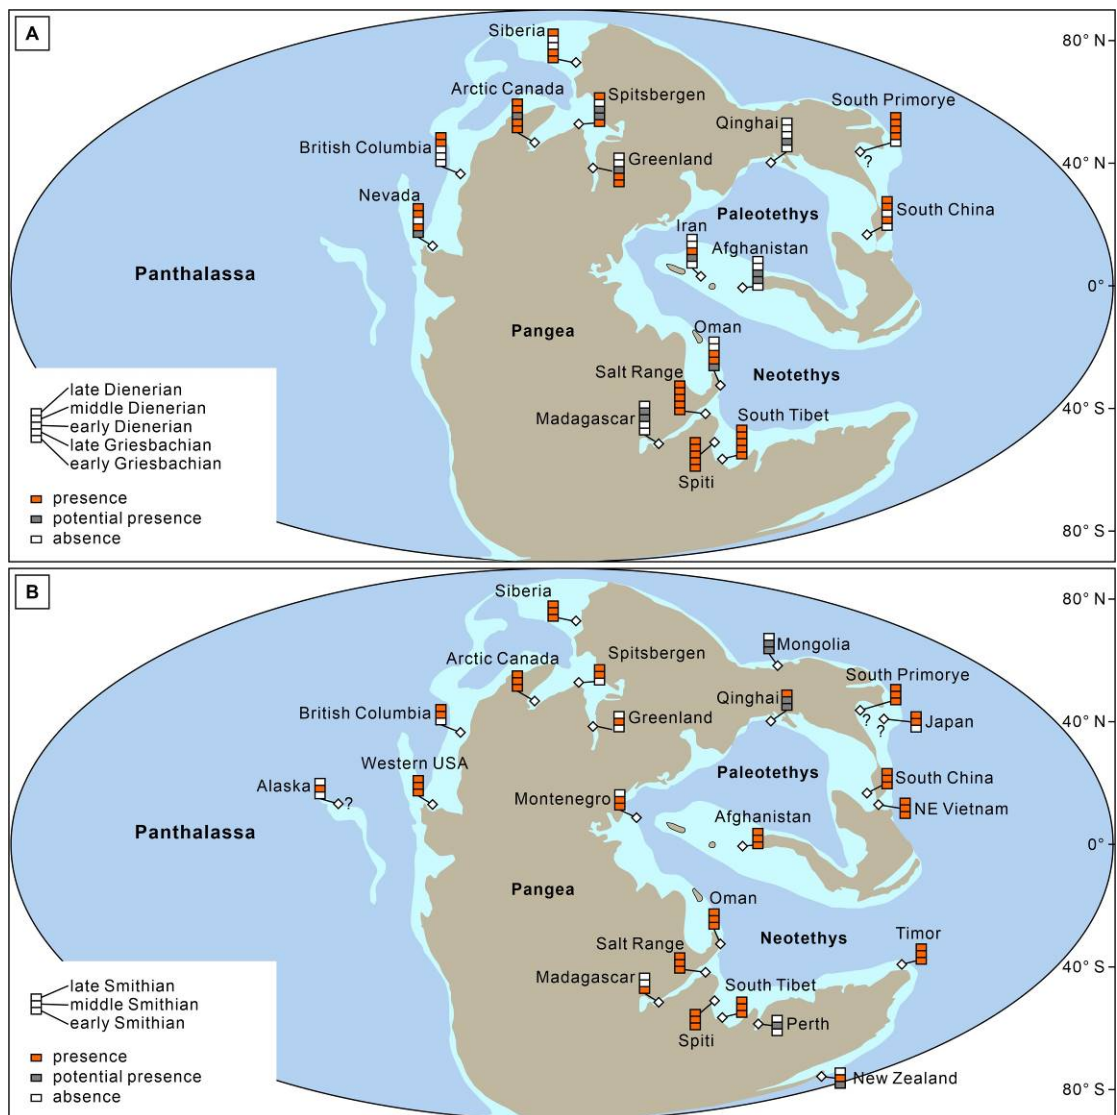 A
Siberia
80° N
Arctic Canada
Spitsbergen
South Primorye
Qinghai
British Columbia
Greenland
?
40° N
Nevada
South China
Paleotethys
Iran
Afghanistan
Panthalassa
0°
Pangea
Oman
Salt Range
Neotethys
late Dienerian
middle Dienerian
early Dienerian
late Griesbachian
early Griesbachian
Madagascar
South Tibet
40° S
Spiti
presence
potential presence
absence
80° S
B
Siberia
80° N
Mongolia
Arctic Canada
Spitsbergen
South Primorye
Qinghai
British Columbia
Greenland
?
?
Japan
40° N
Western USA
Paleotethys
South China
Alaska
?
Montenegro
NE Vietnam
Afghanistan
Panthalassa
0°
Pangea
Oman
Neotethys
Timor
Salt Range
40° S
late Smithian
middle Smithian
early Smithian
Madagascar
South Tibet
Perth
Spiti
presence
potential presence
absence
New Zealand
80° S